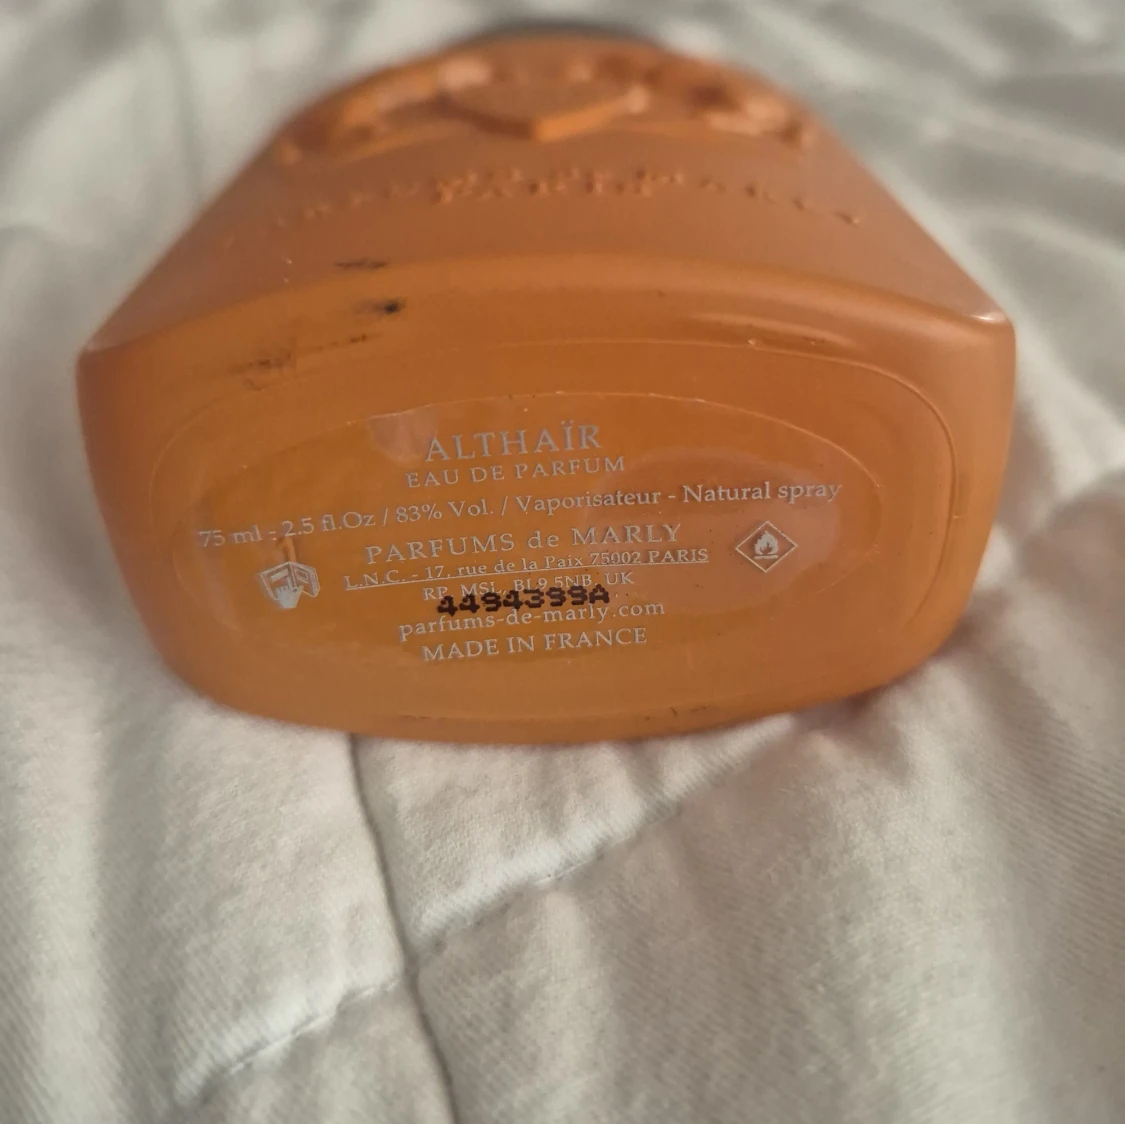 ALTHAÏR
EAU DE PARFUM
75 ml - 2.5 fl.Oz / 83% Vol. / Vaporisateur - Natural spray
PARFUMS de MARLY
L.N.C. - 17, rue de la Paix 75002 PARIS
RP, MSL, BL9 5NB, UK
4494399A
parfums-de-marly.com
MADE IN FRANCE